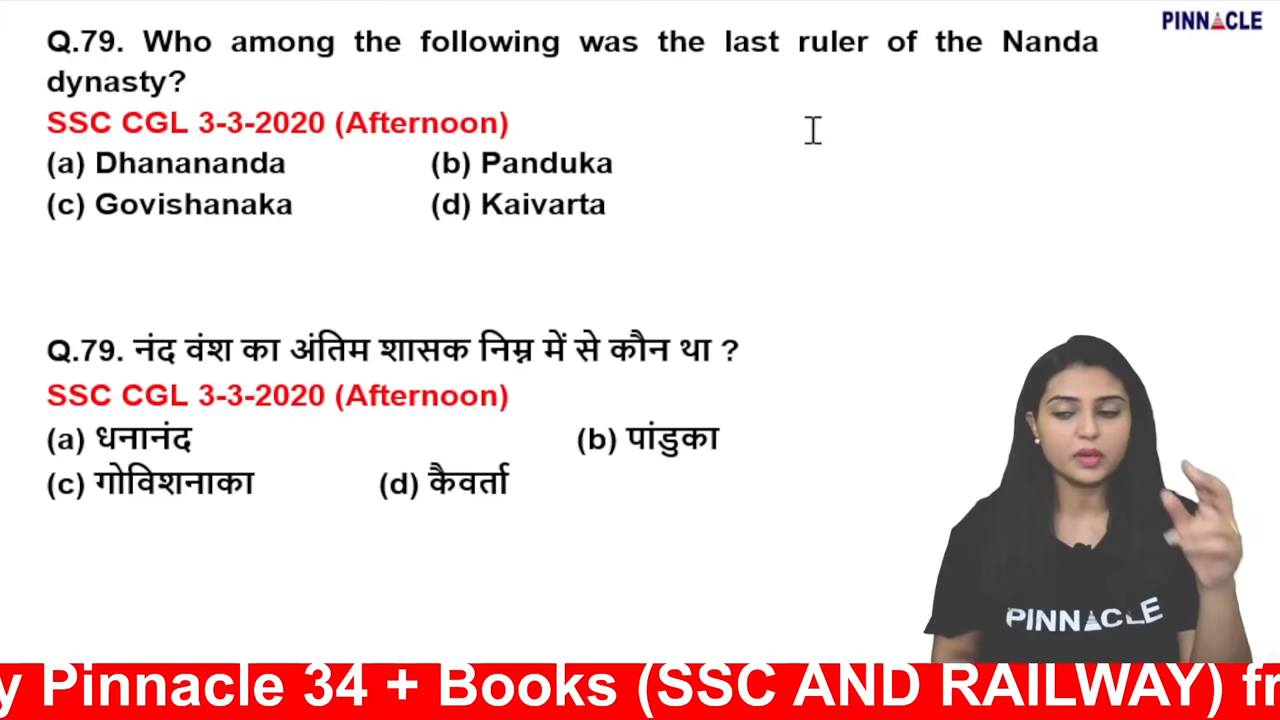 PINNACLE
Q.79. Who among the following was the last ruler of the Nanda
dynasty?
SSC CGL 3-3-2020 (Afternoon)
(a) Dhanananda (b) Panduka
(c) Govishanaka (d) Kaivarta
Q.79. नंद वंश का अंतिम शासक निम्न में से कौन था ?
SSC CGL 3-3-2020 (Afternoon)
(a) धनानंद (b) पांडुका
(c) गोविशनाका (d) कैवर्ता
PINNACLE
y Pinnacle 34 + Books (SSC AND RAILWAY) fr